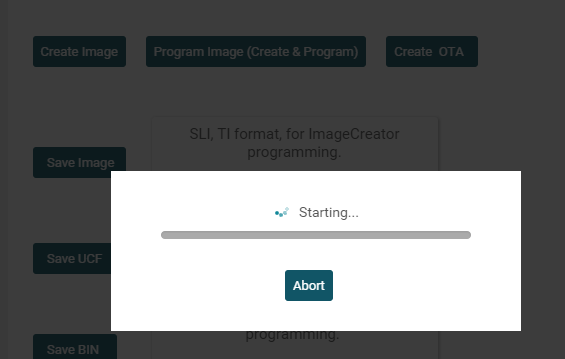 Create Image
Program Image (Create & Program)
Create OTA
SLI, TI format, for ImageCreator
programming.
Save Image
Starting...
Save UCF
Abort
programming.
Save BIN